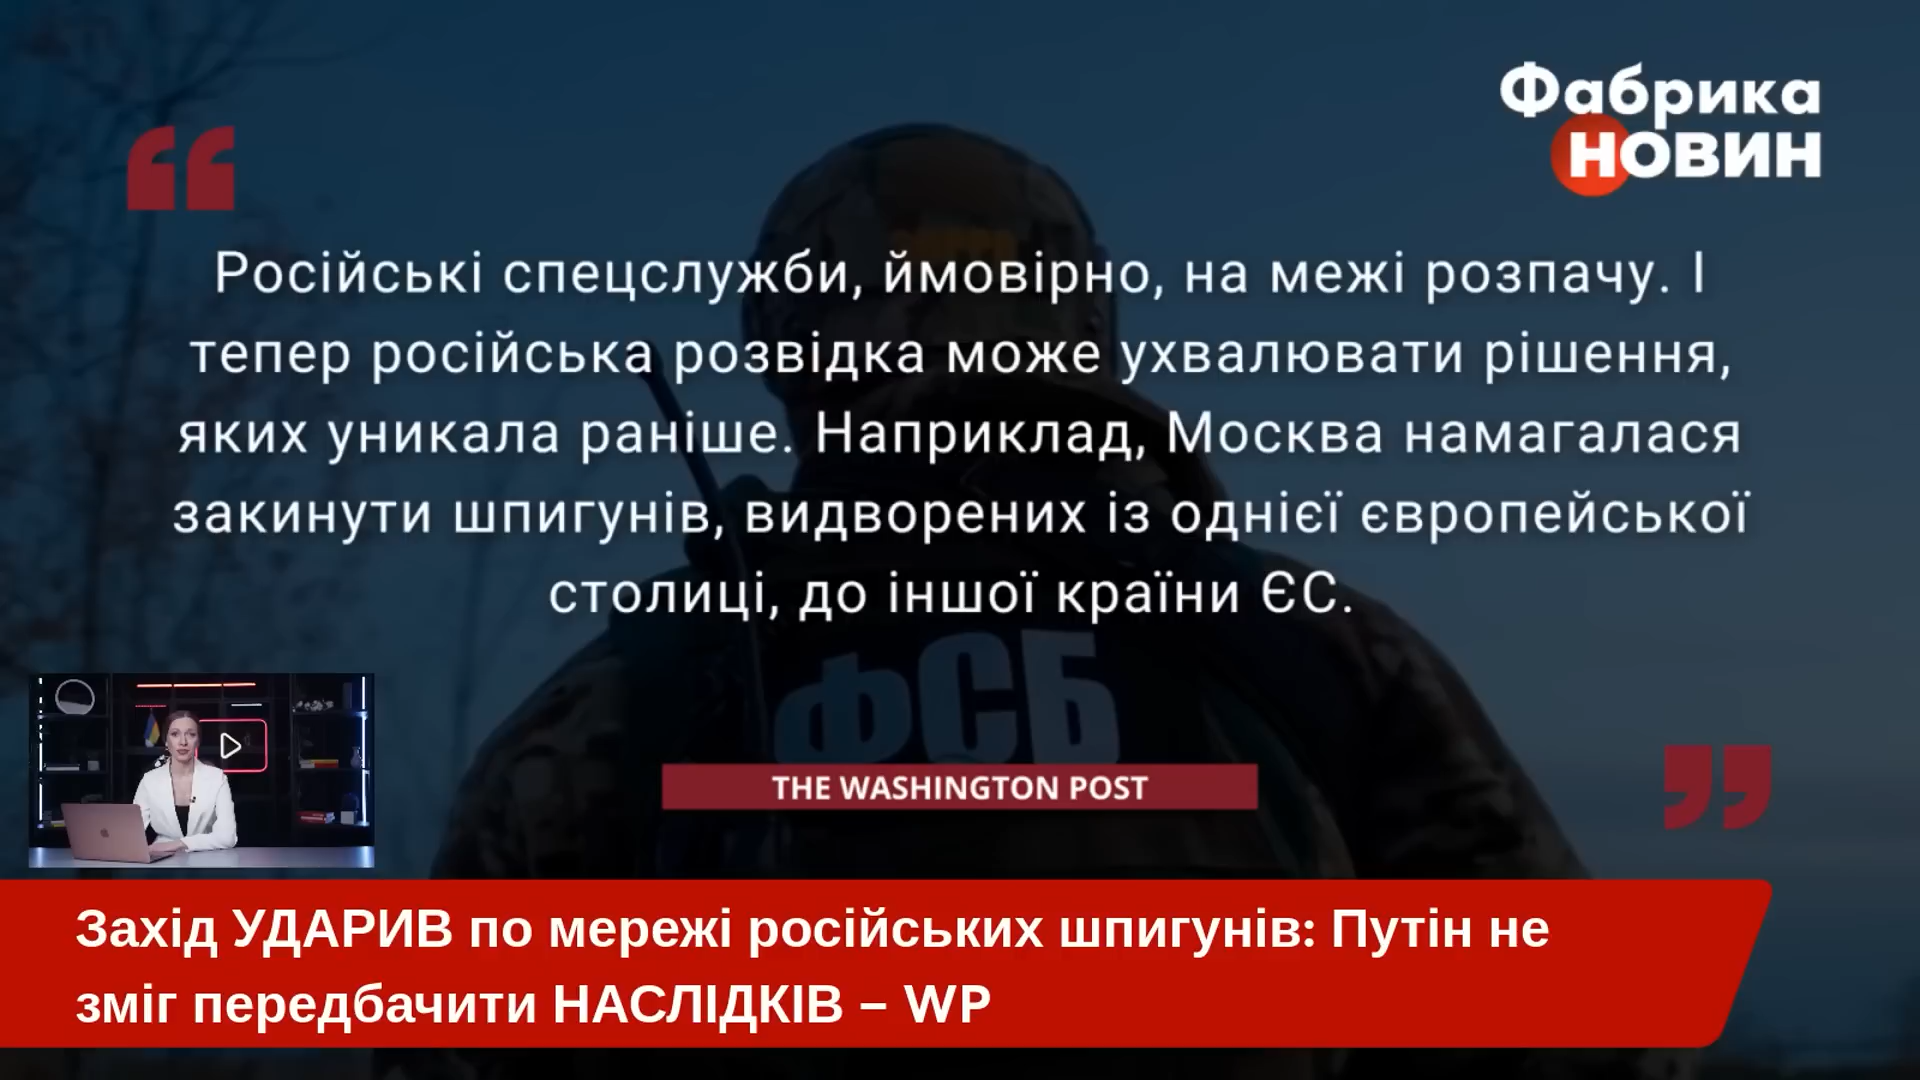 Фабрика
новин
Російські спецслужби, ймовірно, на межі розпачу. І
тепер російська розвідка може ухвалювати рішення,
яких уникала раніше. Наприклад, Москва намагалася
закинути шпигунів, видворених із однієї європейської
столиці, до іншої країни ЄС.
ФСБ
THE WASHINGTON POST
Захід УДАРИВ по мережі російських шпигунів: Путін не
зміг передбачити НАСЛІДКІВ – WP